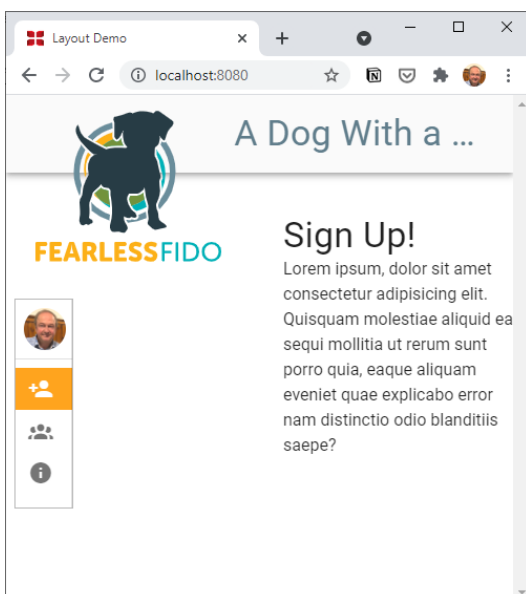 Layout Demo
localhost:8080
A Dog With a ...
FEARLESSFIDO
Sign Up!
Lorem ipsum, dolor sit amet
consectetur adipisicing elit.
Quisquam molestiae aliquid ea
sequi mollitia ut rerum sunt
porro quia, eaque aliquam
eveniet quae explicabo error
nam distinctio odio blanditiis
saepe?